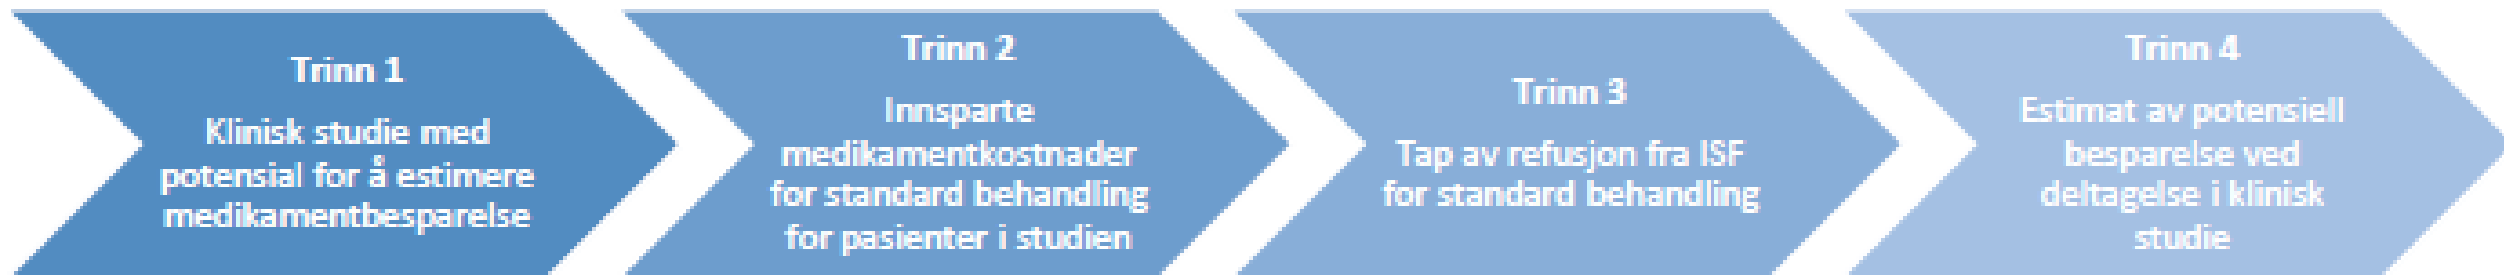 Trinn 1
Klinisk studie med
potensial for å estimere
medikamentbesparelse
Trinn 2
Innsparte
medikamentkostnader
for standard behandling
for pasienter i studien
Trinn 3
Tap av refusjon fra ISF
for standard behandling
Trinn 4
Estimat av potensiell
besparelse ved
deltagelse i klinisk
studie